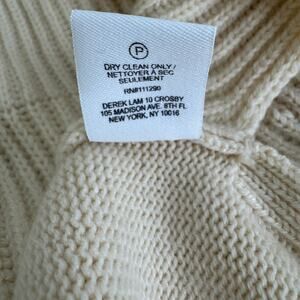 P
DRY CLEAN ONLY /
NETTOYER À SEC
SEULEMENT
RN#111290
DEREK LAM 10 CROSBY
105 MADISON AVE. 8TH FL
NEW YORK, NY 10016